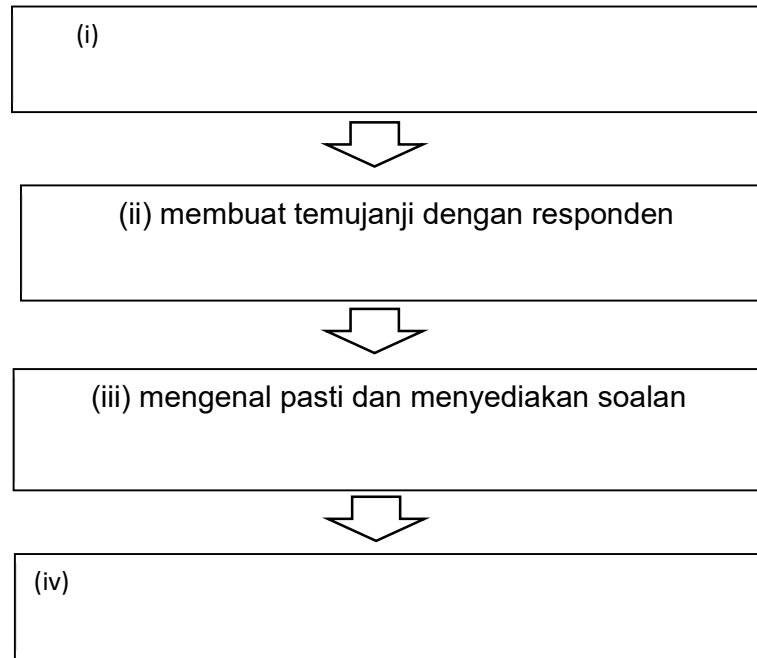 (i)
(ii) membuat temujanji dengan responden
(iii) mengenal pasti dan menyediakan soalan
(iv)